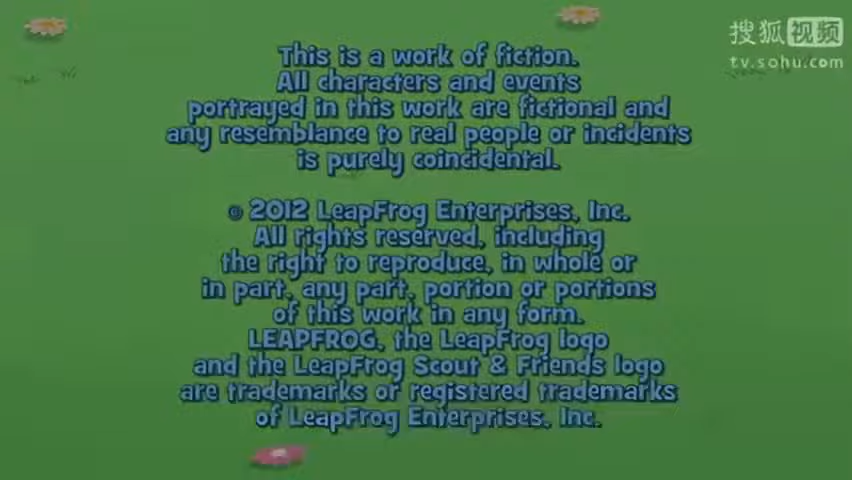 搜狐视频
tv.sohu.com
This is a work of fiction.
All characters and events
portrayed in this work are fictional and
any resemblance to real people or incidents
is purely coincidental.
© 2012 LeapFrog Enterprises, Inc.
All rights reserved, including
the right to reproduce, in whole or
in part, any part, portion or portions
of this work in any form.
LEAPFROG, the LeapFrog logo
and the LeapFrog Scout & Friends logo
are trademarks or registered trademarks
of LeapFrog Enterprises, Inc.